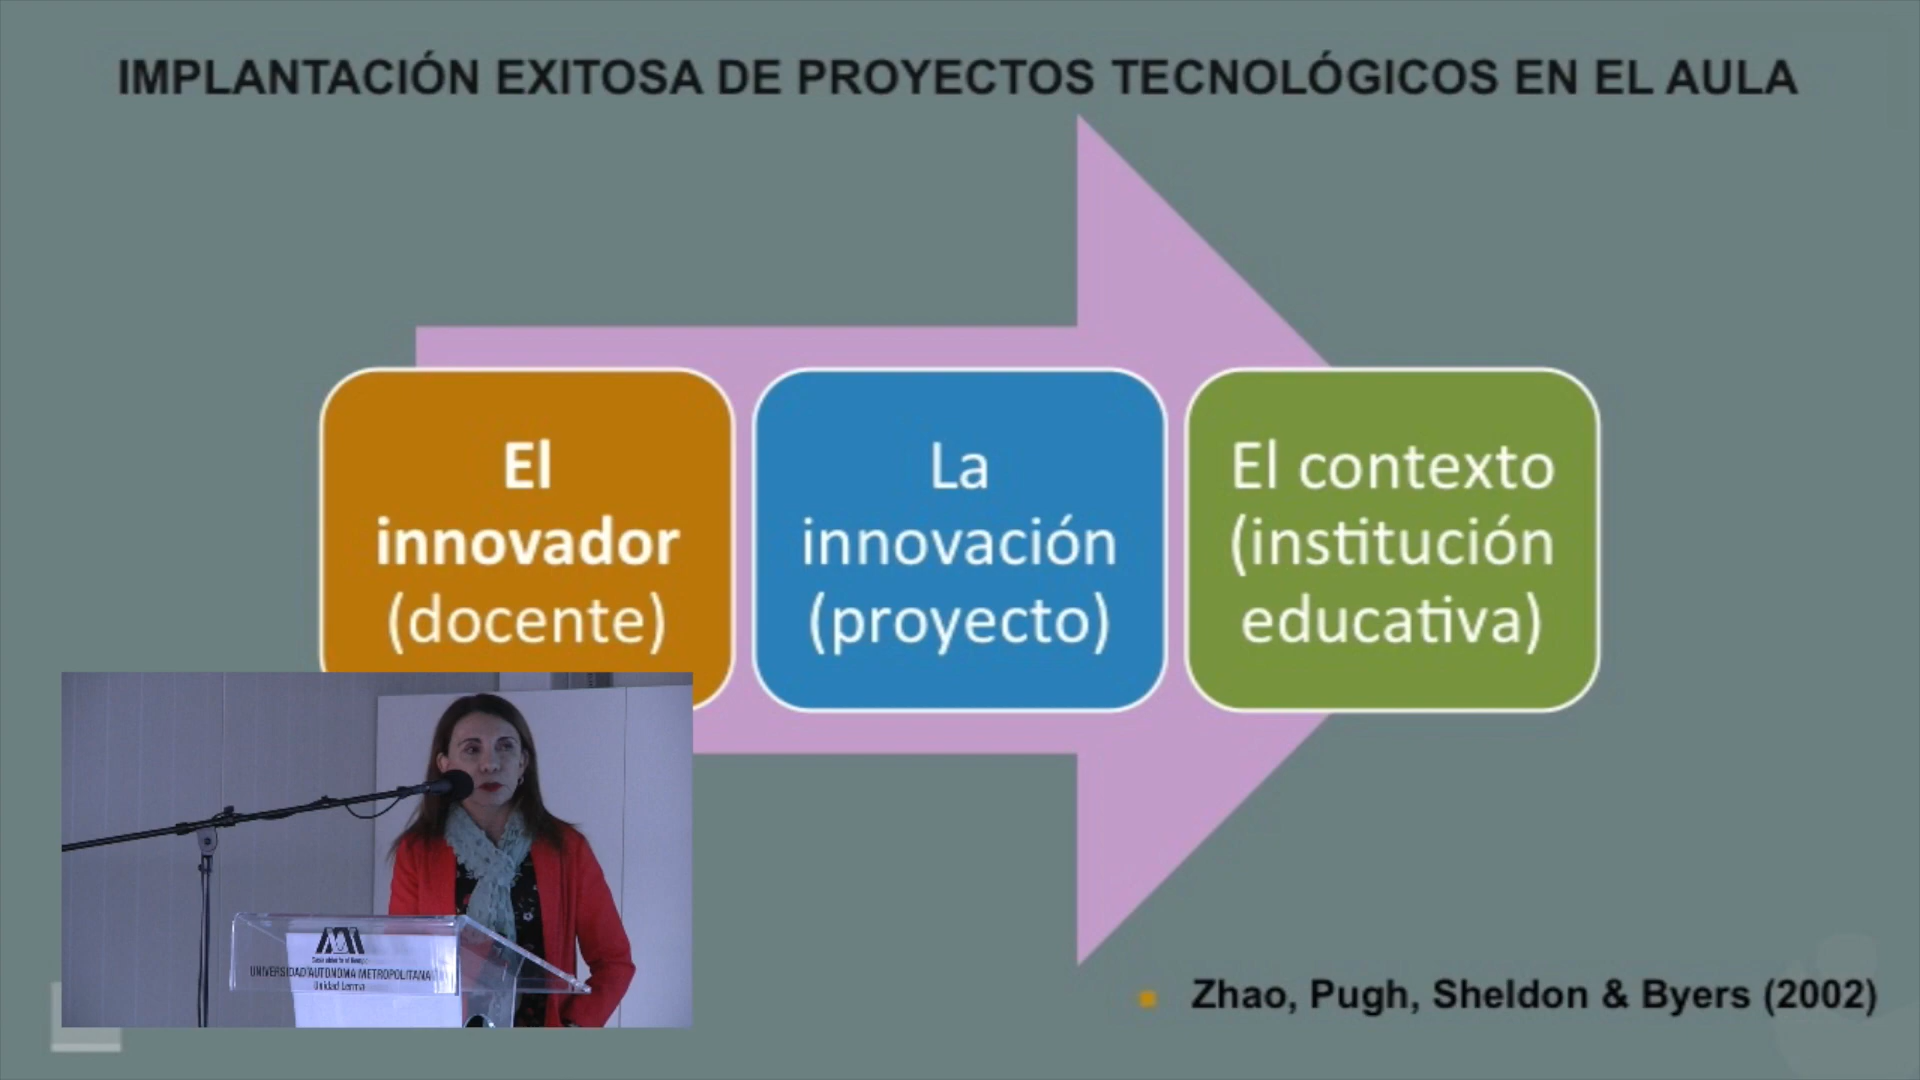 IMPLANTACIÓN EXITOSA DE PROYECTOS TECNOLÓGICOS EN EL AULA
El
innovador
(docente)
La
innovación
(proyecto)
El contexto
(institución
educativa)
UNIVERSIDAD AUTONOMA METROPOLITANA
Unidad Lerma
Zhao, Pugh, Sheldon & Byers (2002)